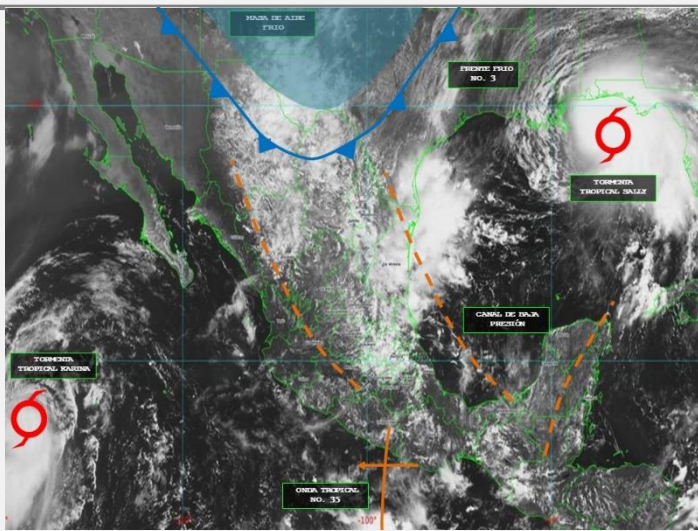 MASA DE AIRE
FRIO
FRENTE FRIO
NO. 3
TORMENTA
TROPICAL SALLY
CANAL DE BAJA
PRESIÓN
TORMENTA
TROPICAL KARINA
ONDA TROPICAL
NO. 35
-100°